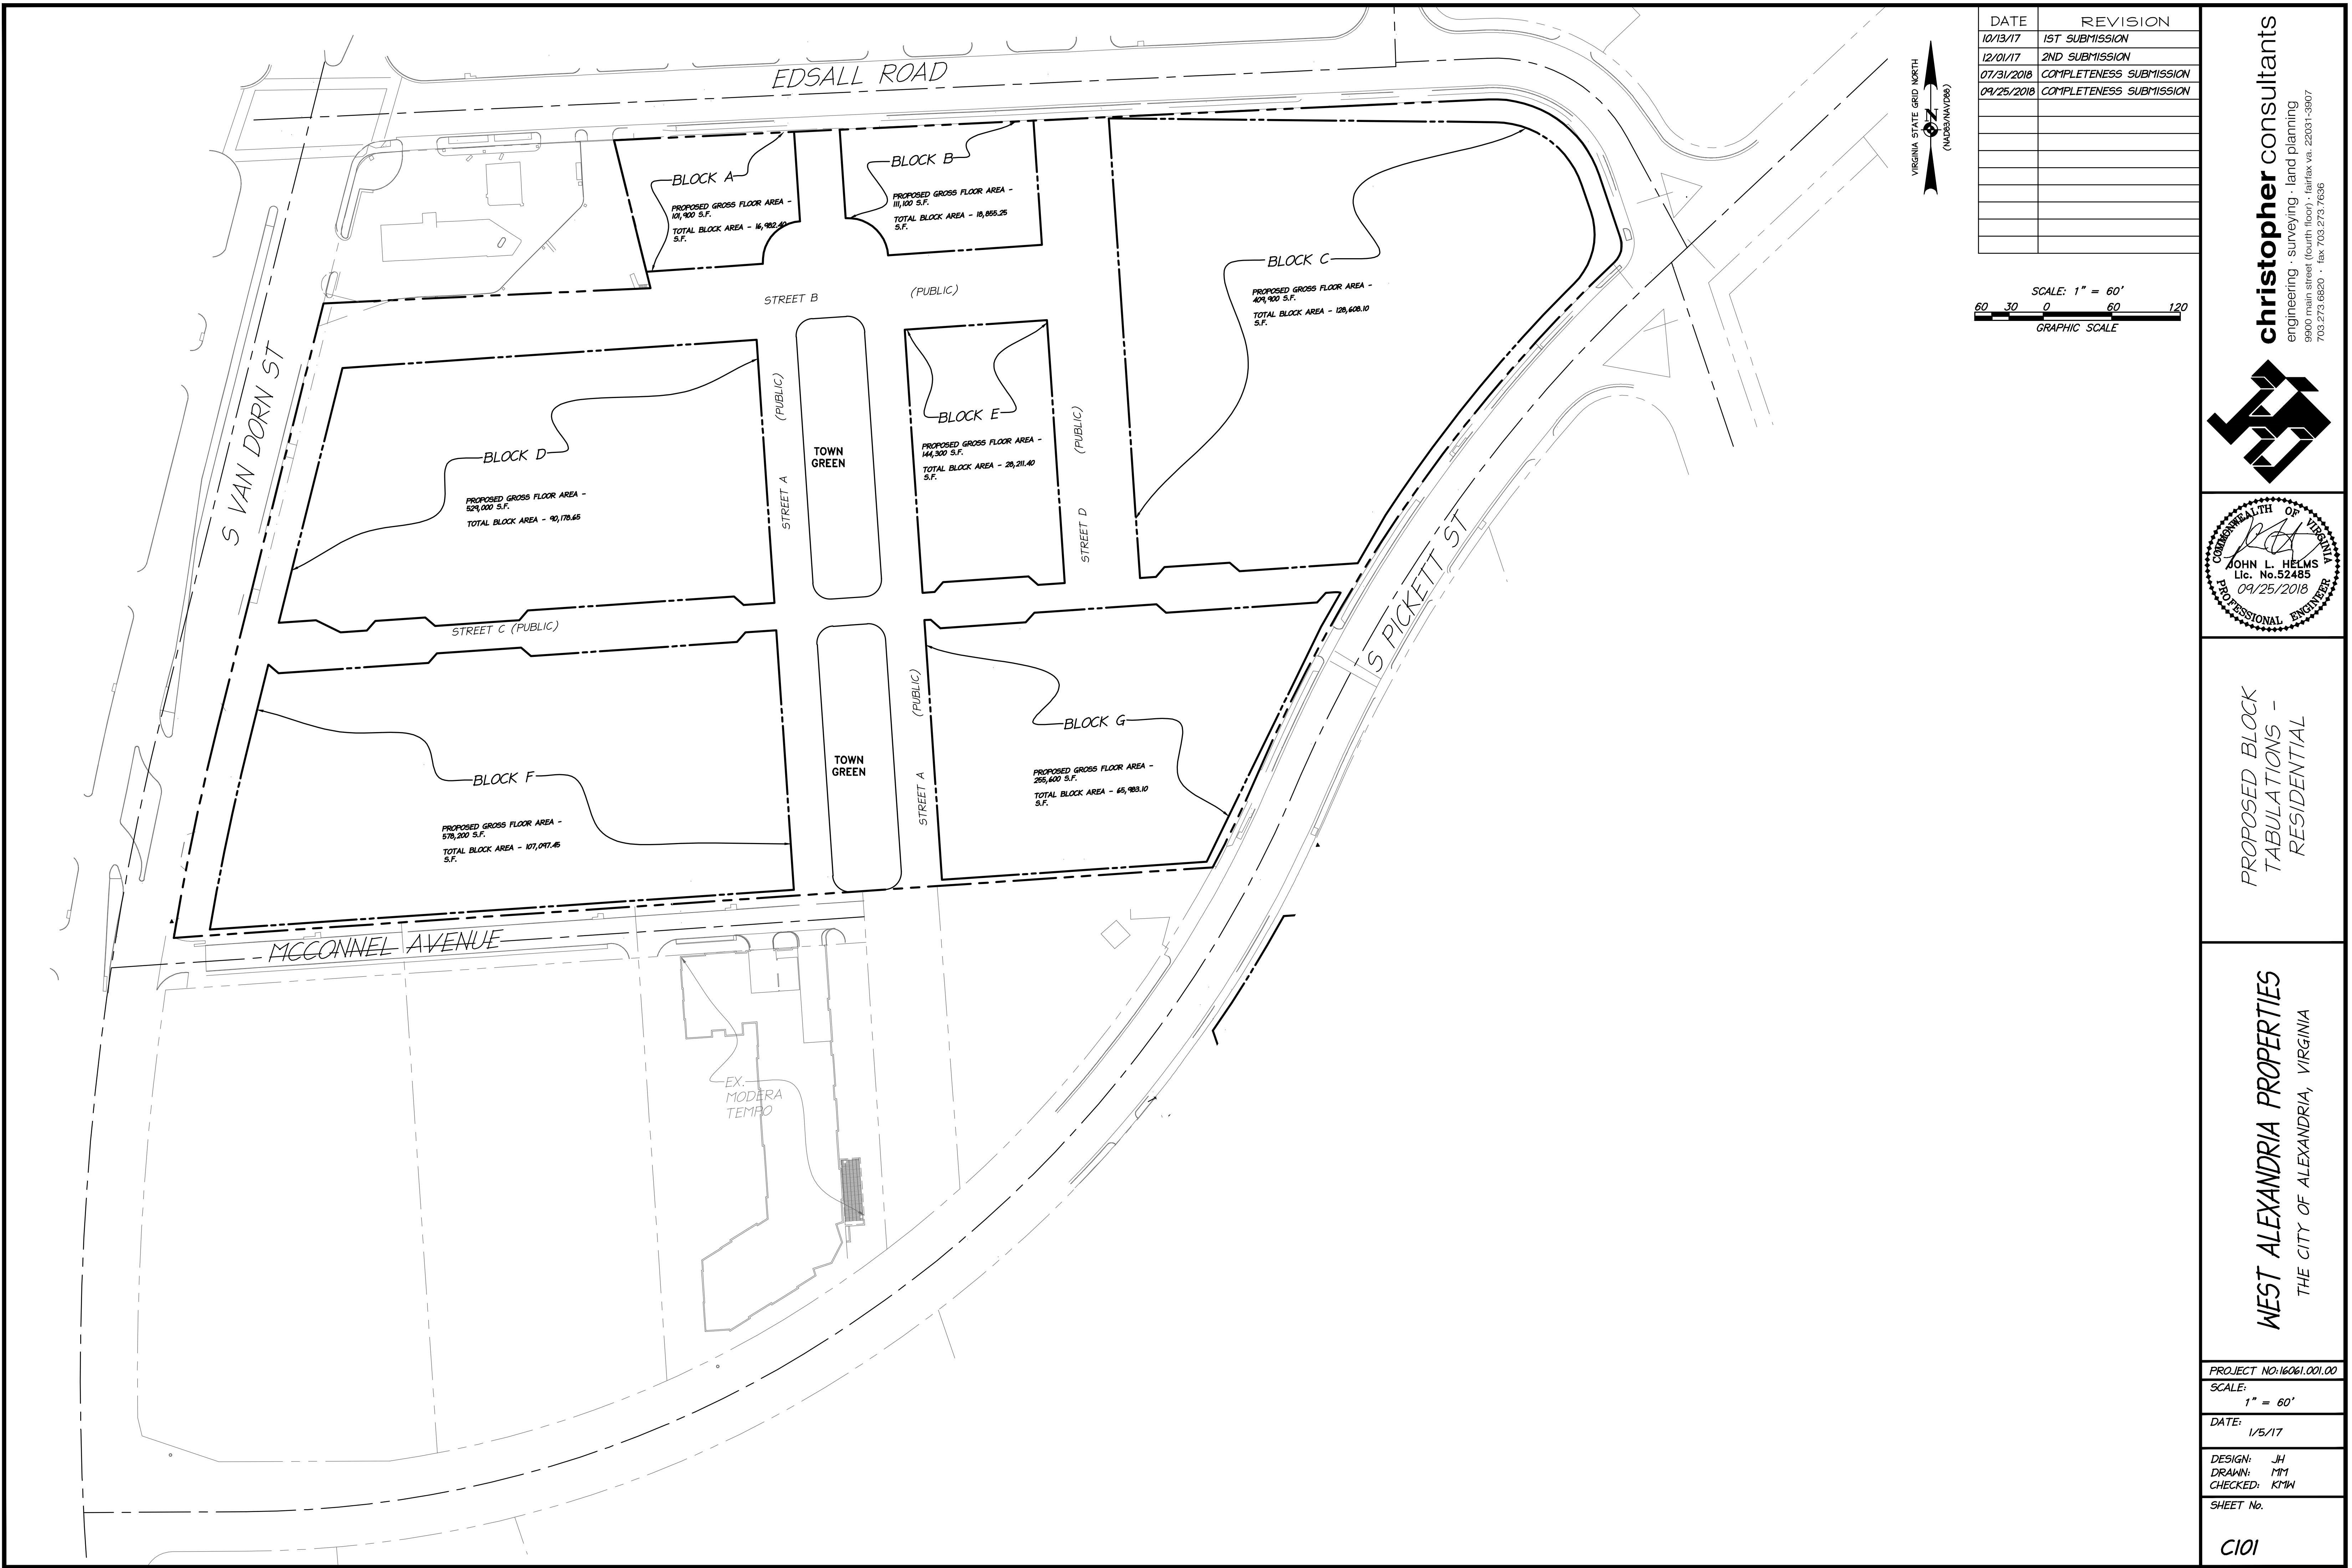 EDSALL ROAD
BLOCK A
PROPOSED GROSS FLOOR AREA -
101,900 S.F.
TOTAL BLOCK AREA - 16,982.40
S.F.
BLOCK B
PROPOSED GROSS FLOOR AREA -
111,100 S.F.
TOTAL BLOCK AREA - 18,855.25
S.F.
BLOCK C
PROPOSED GROSS FLOOR AREA -
409,900 S.F.
TOTAL BLOCK AREA - 128,608.10
S.F.
STREET B (PUBLIC)
S VAN DORN ST
BLOCK D
PROPOSED GROSS FLOOR AREA -
529,000 S.F.
TOTAL BLOCK AREA - 90,178.65
STREET A (PUBLIC)
TOWN
GREEN
BLOCK E
PROPOSED GROSS FLOOR AREA -
144,300 S.F.
TOTAL BLOCK AREA - 28,211.40
S.F.
STREET D (PUBLIC)
STREET C (PUBLIC)
S PICKETT ST
BLOCK F
PROPOSED GROSS FLOOR AREA -
578,200 S.F.
TOTAL BLOCK AREA - 107,097.45
S.F.
TOWN
GREEN
STREET A (PUBLIC)
BLOCK G
PROPOSED GROSS FLOOR AREA -
255,600 S.F.
TOTAL BLOCK AREA - 65,983.10
S.F.
MCCONNEL AVENUE
EX.
MODERA
TEMPO
VIRGINIA STATE GRID NORTH
N
(NAD83/NAVD88)
DATE REVISION
10/13/17 1ST SUBMISSION
12/01/17 2ND SUBMISSION
07/31/2018 COMPLETENESS SUBMISSION
09/25/2018 COMPLETENESS SUBMISSION
SCALE: 1" = 60'
60 30 0 60 120
GRAPHIC SCALE
christopher consultants
engineering · surveying · land planning
9900 main street (fourth floor) · fairfax va. 22031-3907
703.273.6820 · fax 703.273.7636
COMMONWEALTH OF VIRGINIA
JOHN L. HELMS
Lic. No.52485
09/25/2018
PROFESSIONAL ENGINEER
PROPOSED BLOCK
TABULATIONS -
RESIDENTIAL
WEST ALEXANDRIA PROPERTIES
THE CITY OF ALEXANDRIA, VIRGINIA
PROJECT NO:16061.001.00
SCALE:
1" = 60'
DATE:
1/5/17
DESIGN: JH
DRAWN: MM
CHECKED: KMW
SHEET No.
C101